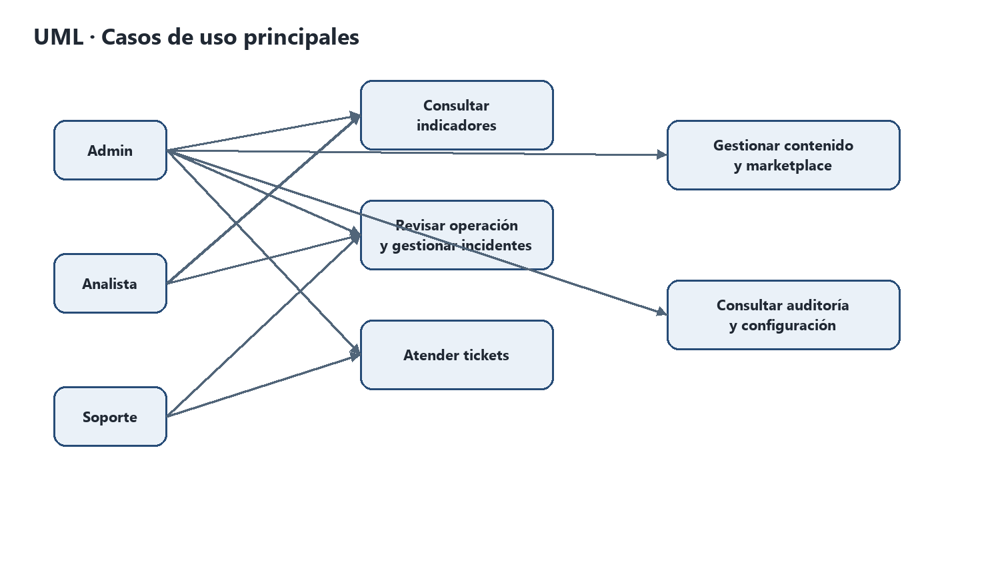 UML · Casos de uso principales
Admin
Analista
Soporte
Consultar
indicadores
Revisar operación
y gestionar incidentes
Atender tickets
Gestionar contenido
y marketplace
Consultar auditoría
y configuración